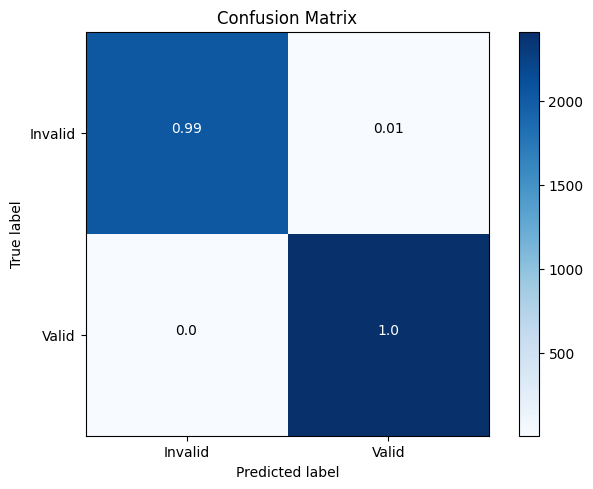 Confusion Matrix
True label
Invalid
0.99
0.01
Valid
0.0
1.0
Invalid
Valid
Predicted label
2000
1500
1000
500